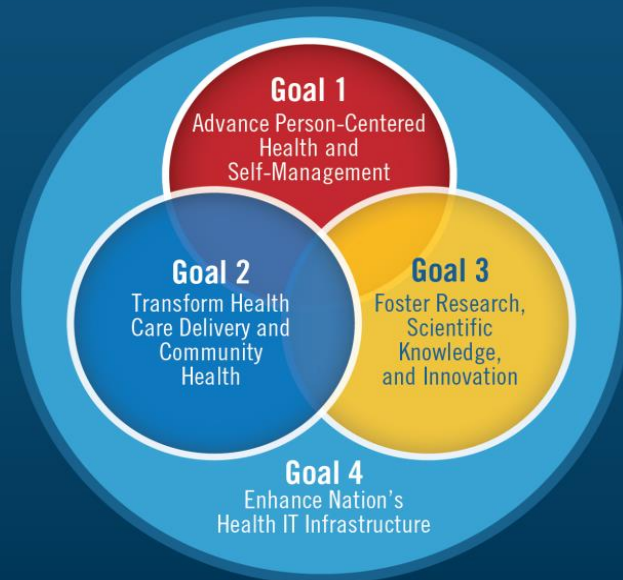 Goal 1
Advance Person-Centered
Health and
Self-Management
Goal 2
Transform Health
Care Delivery and
Community
Health
Goal 3
Foster Research,
Scientific
Knowledge,
and Innovation
Goal 4
Enhance Nation's
Health IT Infrastructure